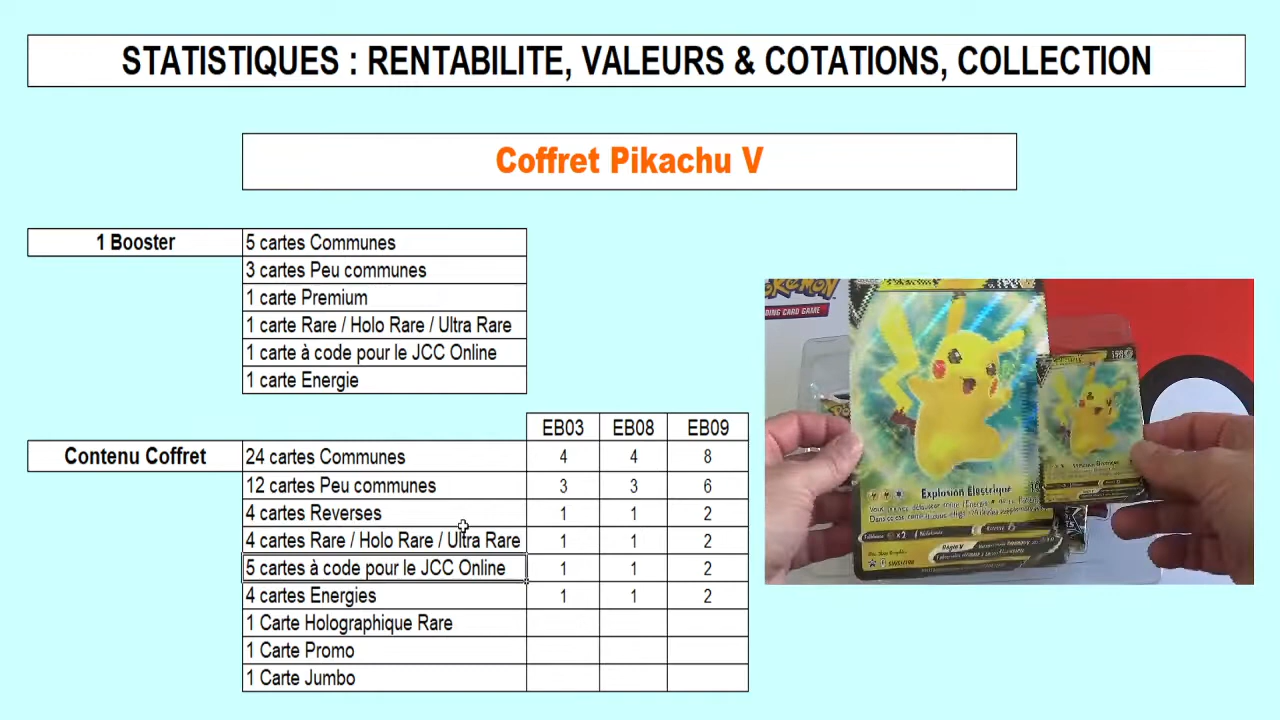 STATISTIQUES : RENTABILITE, VALEURS & COTATIONS, COLLECTION
Coffret Pikachu V
1 Booster
5 cartes Communes
3 cartes Peu communes
1 carte Premium
1 carte Rare / Holo Rare / Ultra Rare
1 carte à code pour le JCC Online
1 carte Energie
EB03 EB08 EB09
Contenu Coffret
24 cartes Communes 4 4 8
12 cartes Peu communes 3 3 6
4 cartes Reverses 1 1 2
4 cartes Rare / Holo Rare / Ultra Rare 1 1 2
5 cartes à code pour le JCC Online 1 1 2
4 cartes Energies 1 1 2
1 Carte Holographique Rare
1 Carte Promo
1 Carte Jumbo
DING CARD GAME
Explosion Électrique